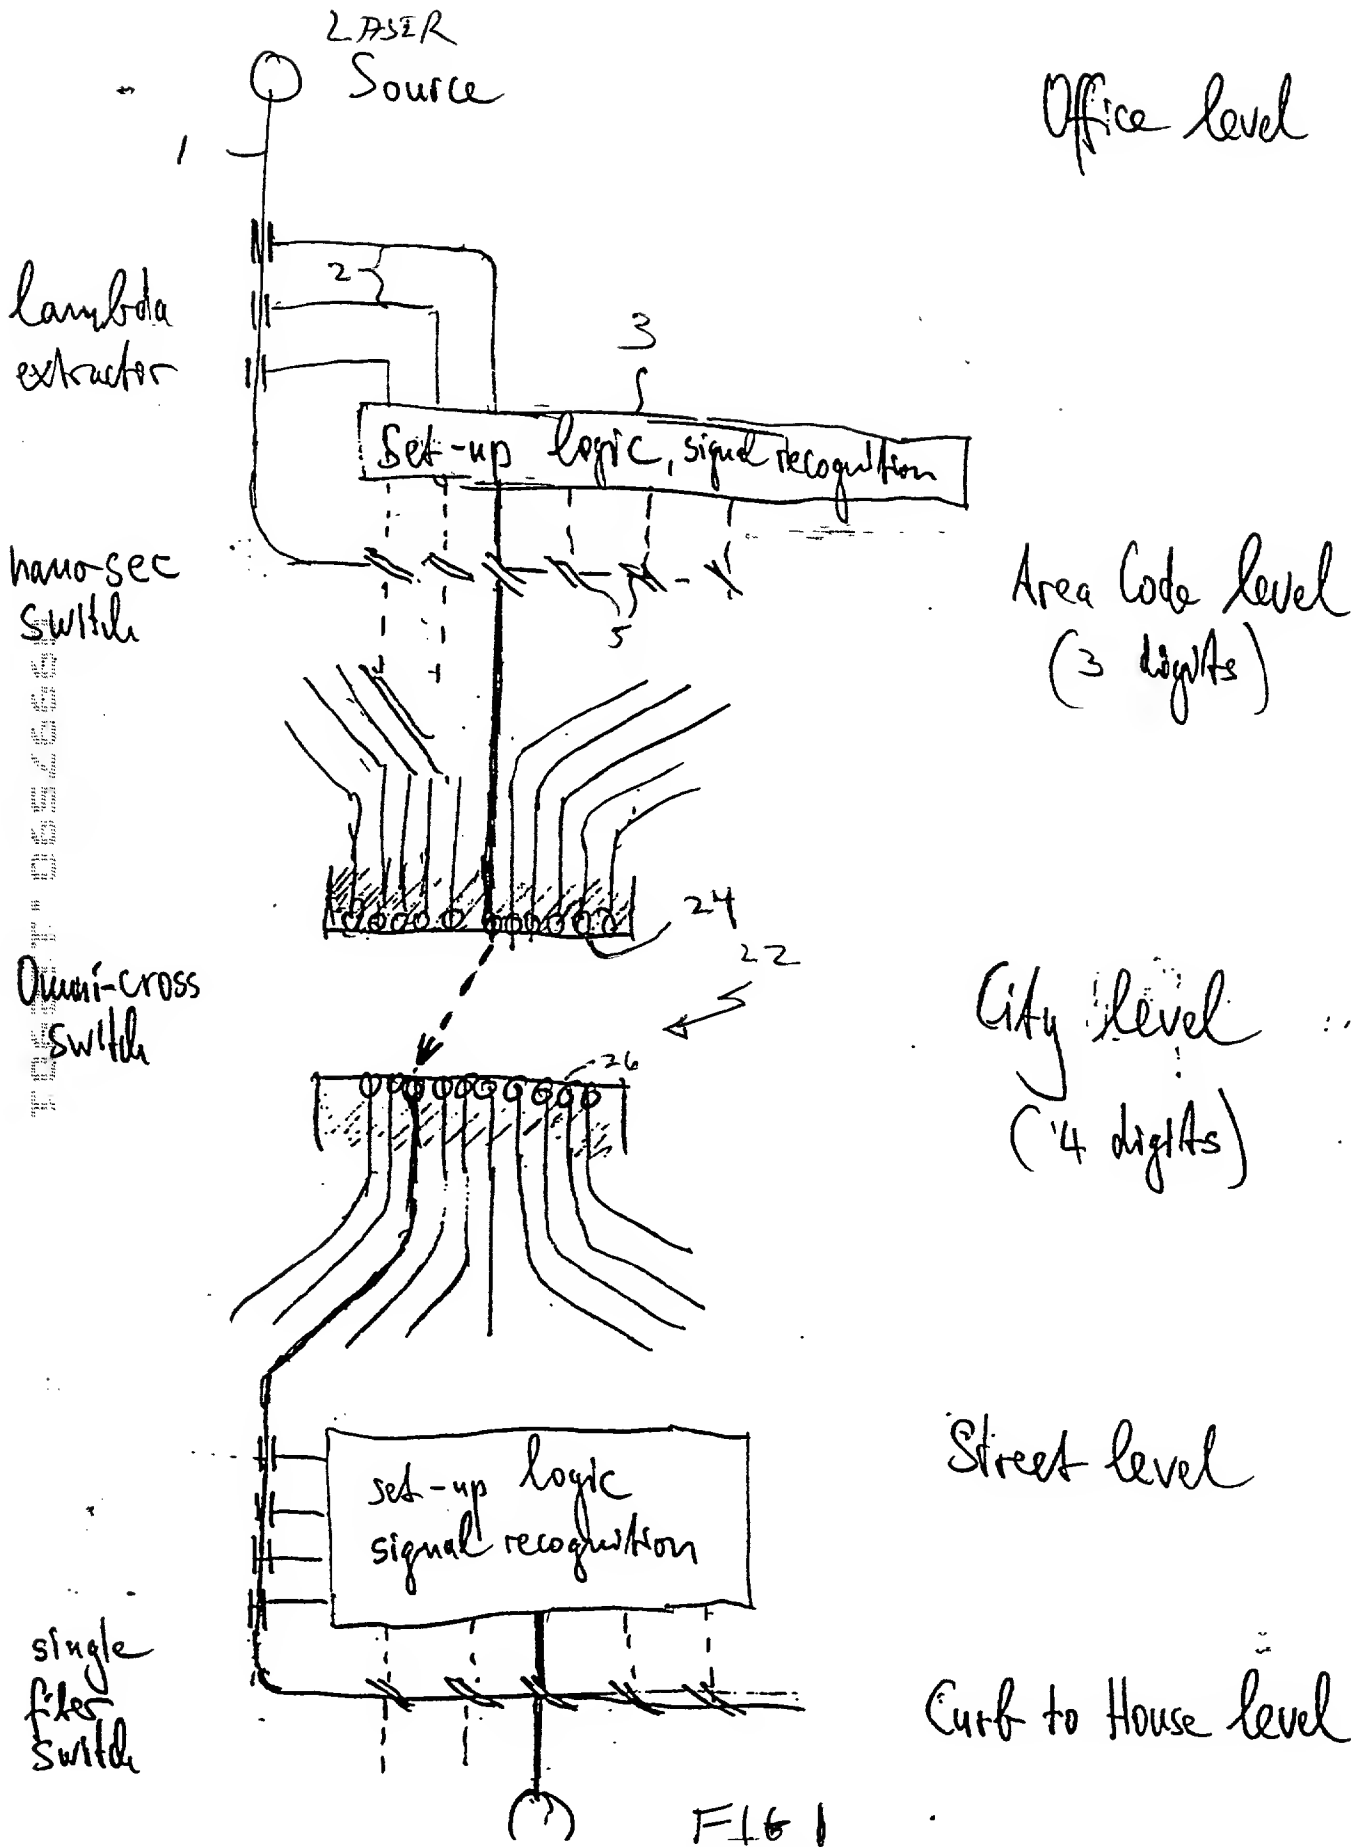 LASER
Source
Office level
1
2
lambda
extractor
3
Set-up logic, signal recognition
nano-sec
switch
5
Area Code level
(3 digits)
24
22
Omni-cross
switch
City level
(4 digits)
26
Street level
set-up logic
signal recognition
single
fiber
switch
Curb to House level
FIG 1